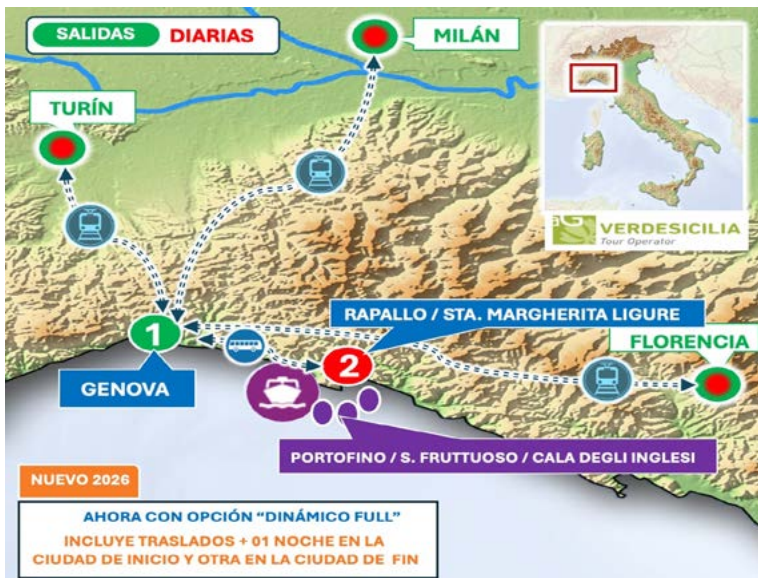 SALIDAS DIARIAS
MILÁN
TURÍN
VERDESICILIA
Tour Operator
RAPALLO / STA. MARGHERITA LIGURE
1
2
FLORENCIA
GENOVA
PORTOFINO / S. FRUTTUOSO / CALA DEGLI INGLESI
NUEVO 2026
AHORA CON OPCIÓN “DINÁMICO FULL”
INCLUYE TRASLADOS + 01 NOCHE EN LA
CIUDAD DE INICIO Y OTRA EN LA CIUDAD DE FIN